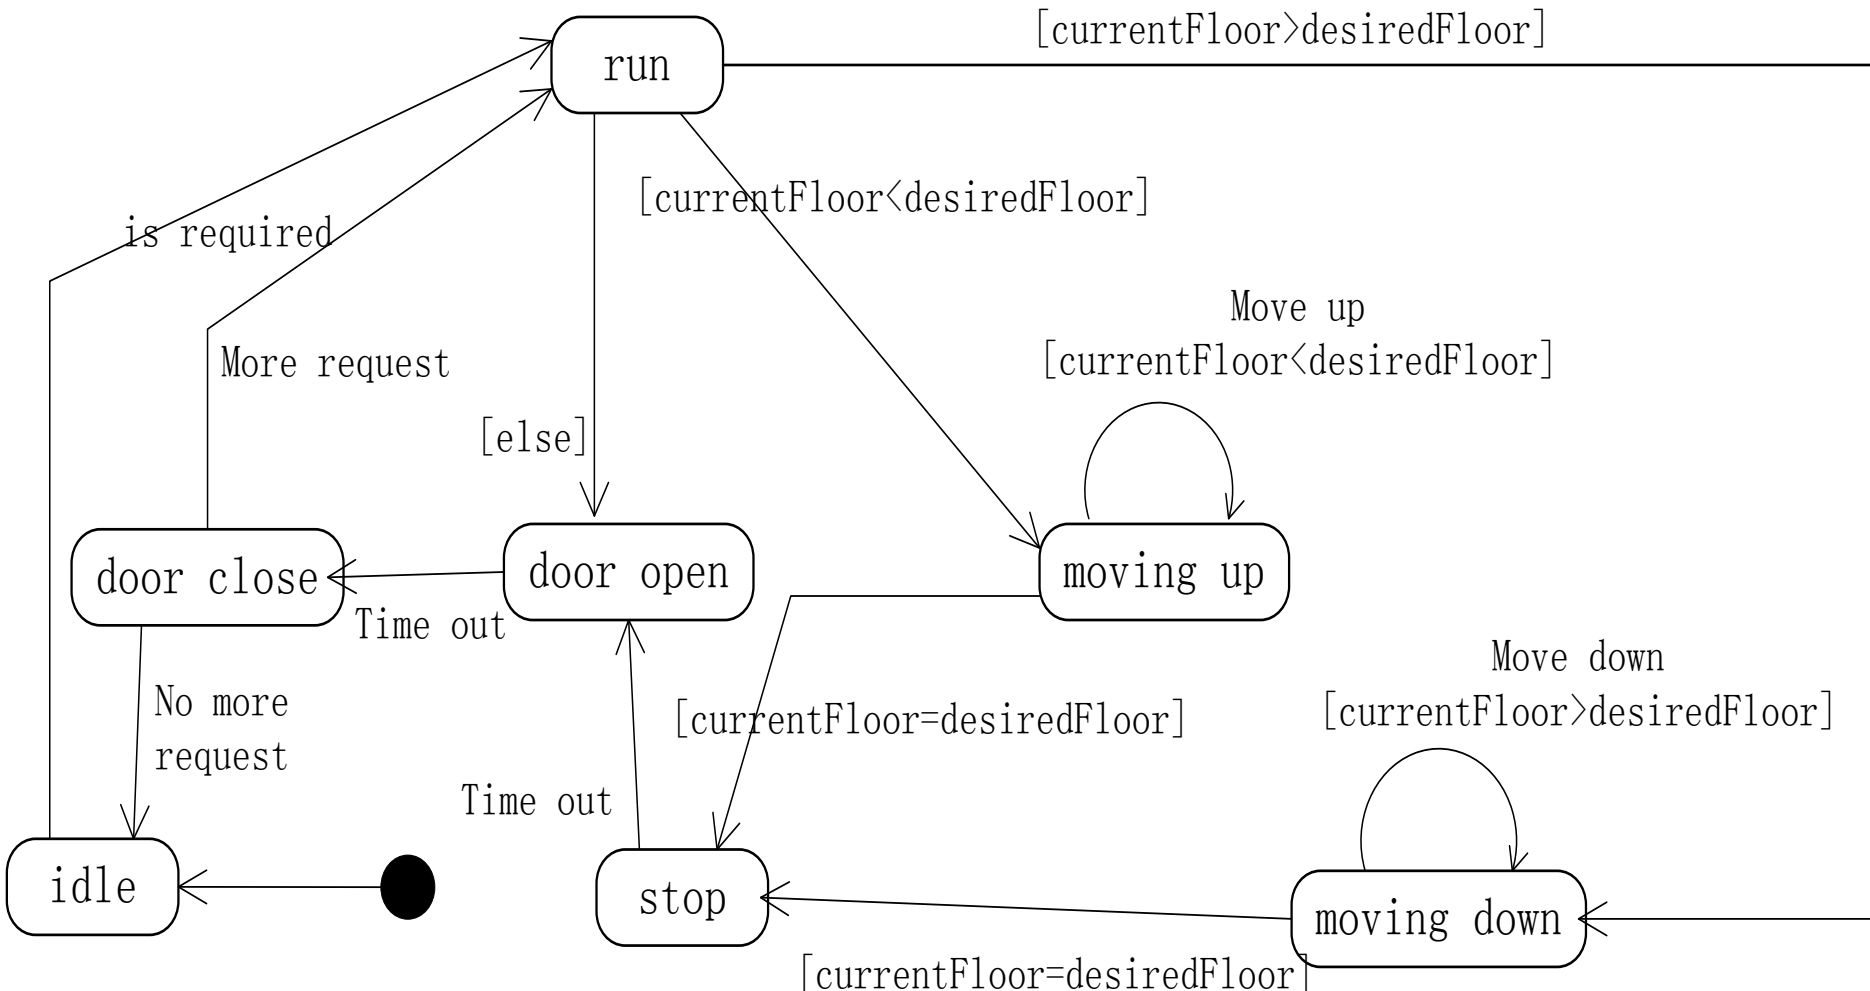 [currentFloor>desiredFloor]
run
[currentFloor<desiredFloor]
is required
Move up
[currentFloor<desiredFloor]
More request
[else]
door close
door open
moving up
Time out
Move down
[currentFloor>desiredFloor]
No more
request
[currentFloor=desiredFloor]
Time out
idle
stop
moving down
[currentFloor=desiredFloor]